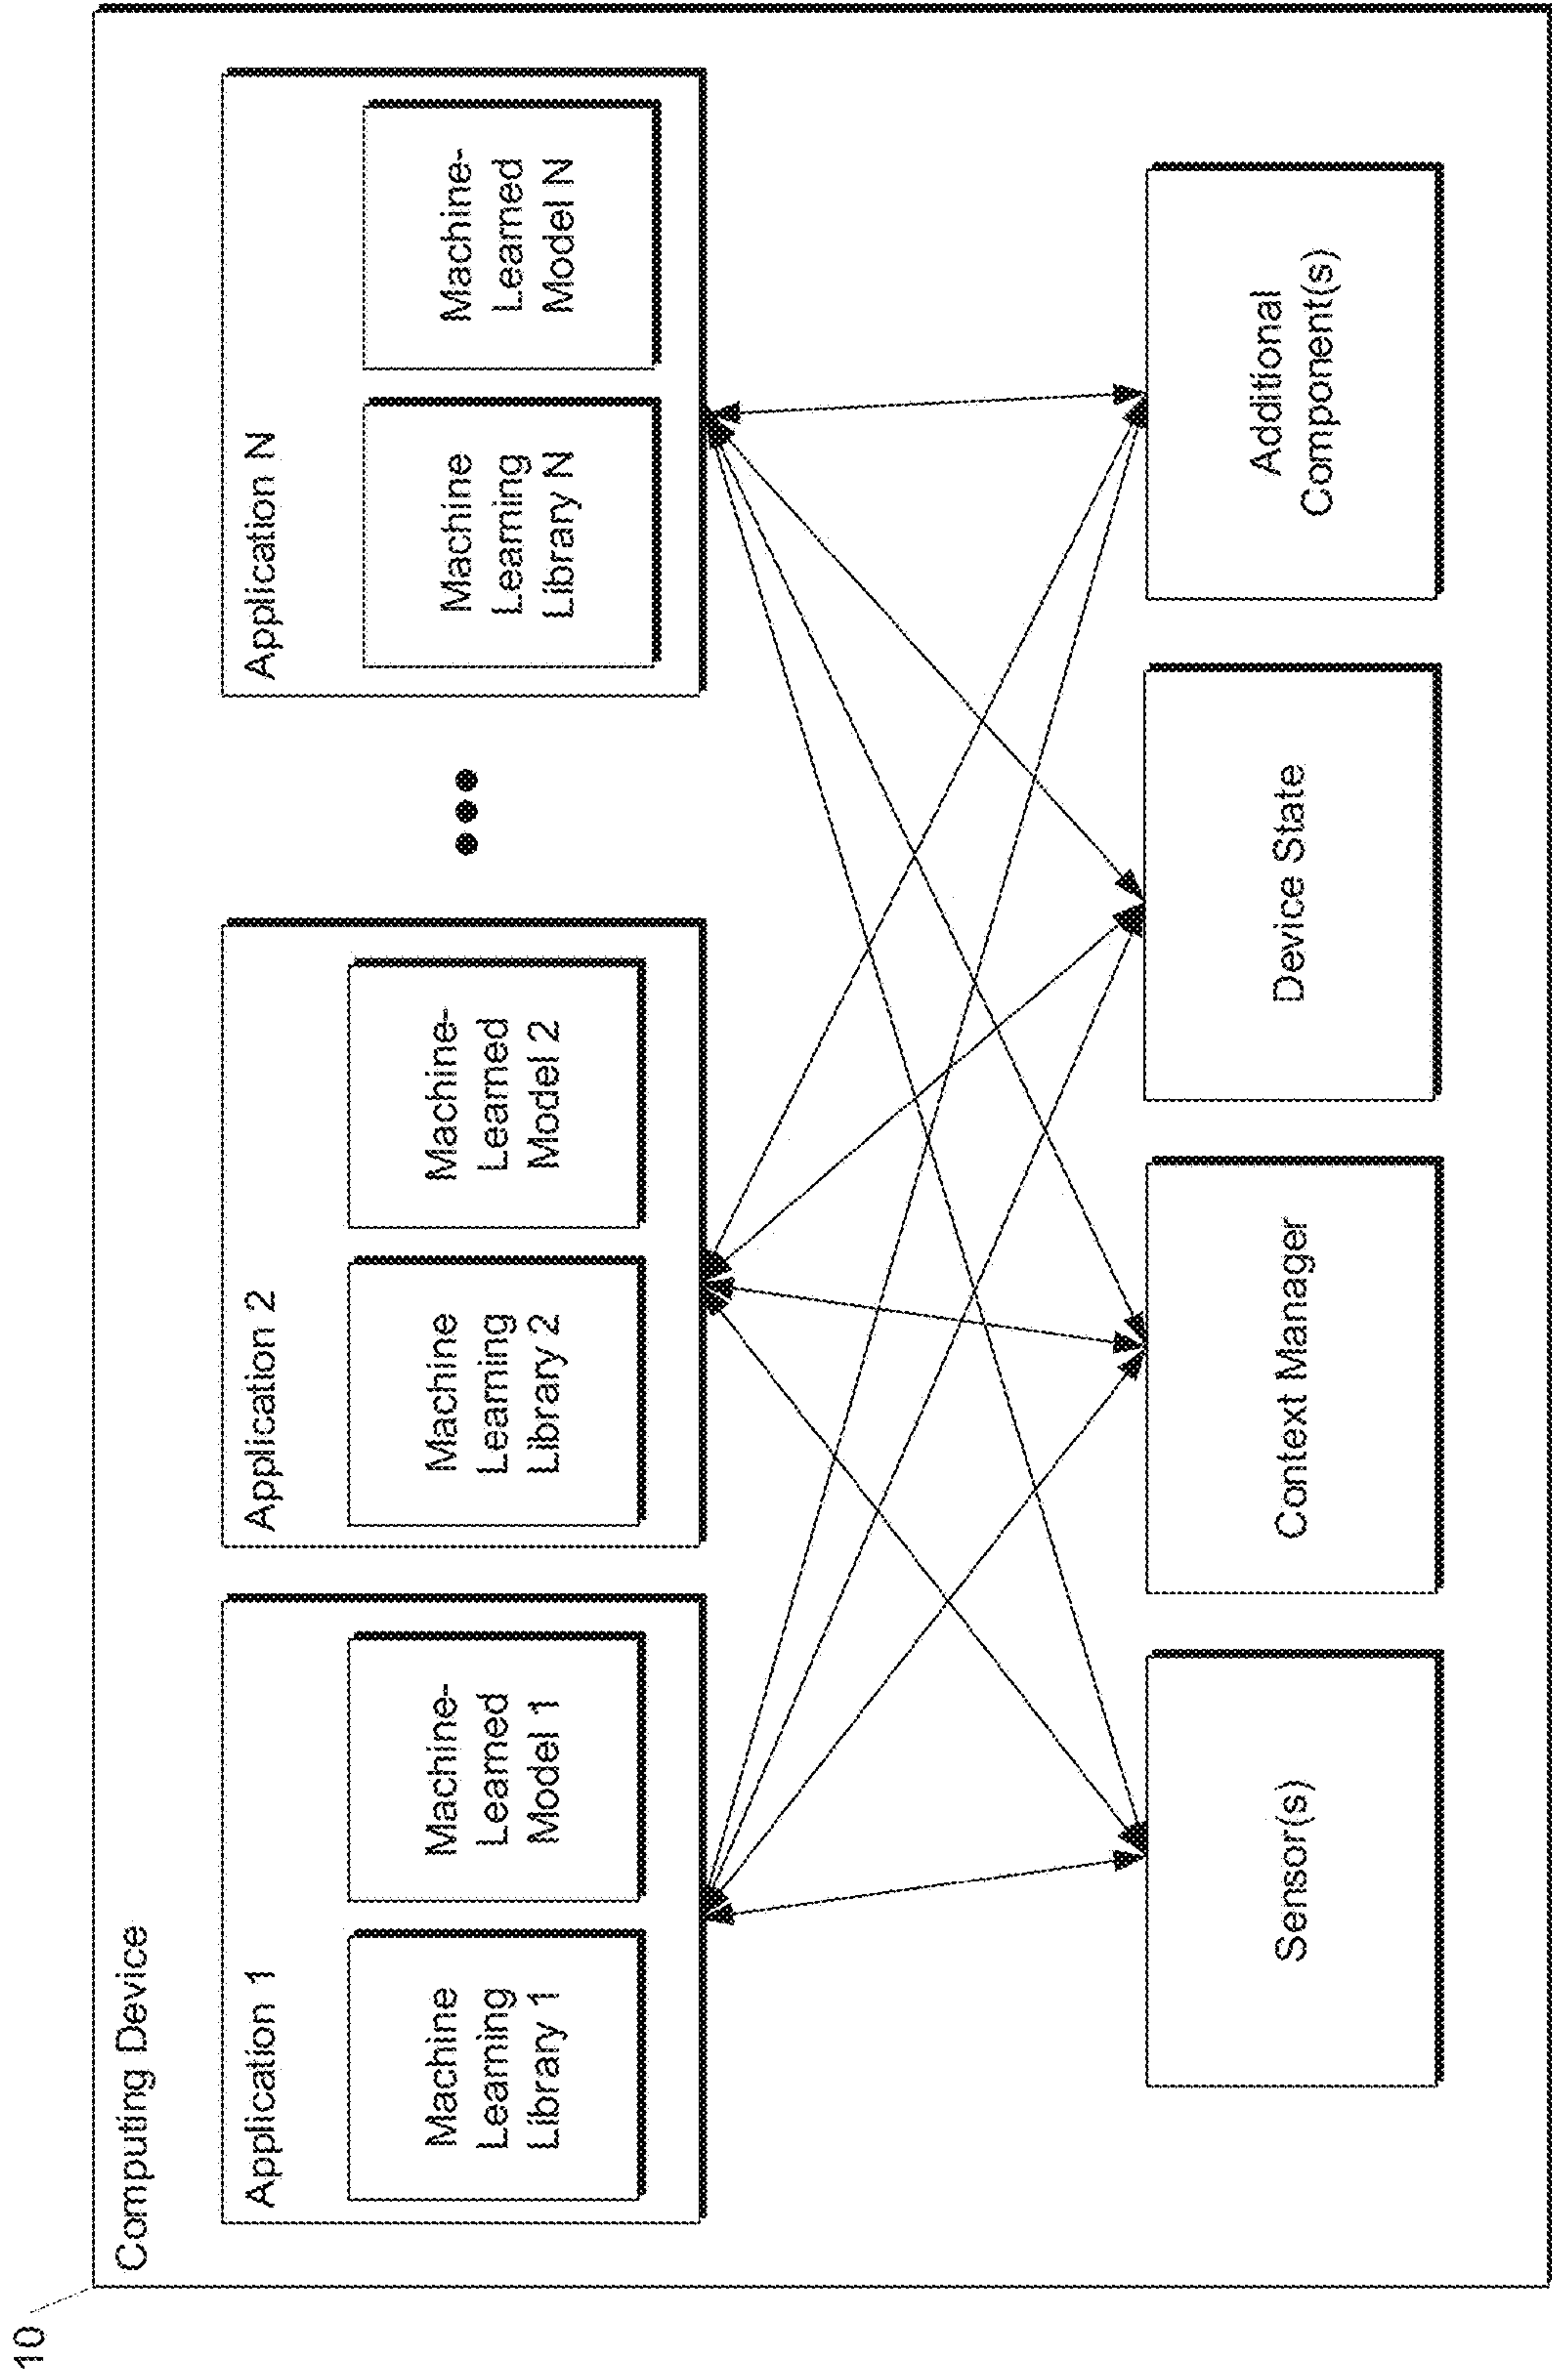 10
Computing Device
Application 1
Machine
Learning
Library 1
Machine-
Learned
Model 1
Application 2
Machine
Learning
Library 2
Machine-
Learned
Model 2
Application N
Machine
Learning
Library N
Machine-
Learned
Model N
Sensor(s)
Context Manager
Device State
Additional
Component(s)